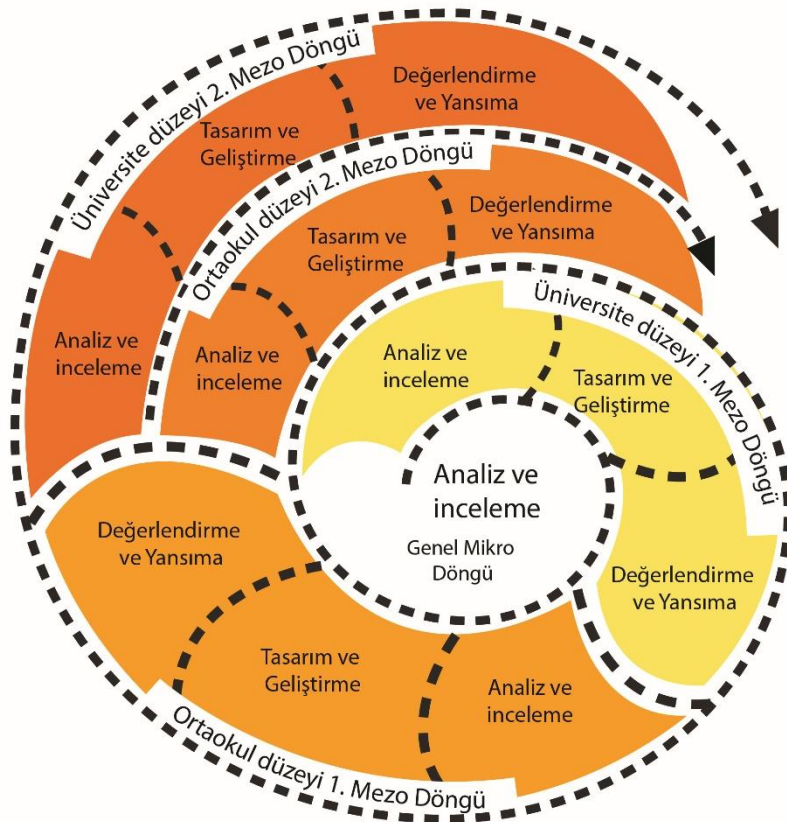 Üniversite düzeyi 2. Mezo Döngü
Analiz ve
inceleme
Tasarım ve
Geliştirme
Değerlendirme
ve Yansıma
Ortaokul düzeyi 2. Mezo Döngü
Analiz ve
inceleme
Tasarım ve
Geliştirme
Değerlendirme
ve Yansıma
Üniversite düzeyi 1. Mezo Döngü
Analiz ve
inceleme
Tasarım ve
Geliştirme
Değerlendirme
ve Yansıma
Analiz ve
inceleme
Genel Mikro
Döngü
Ortaokul düzeyi 1. Mezo Döngü
Analiz ve
inceleme
Tasarım ve
Geliştirme
Değerlendirme
ve Yansıma